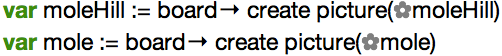 var moleHill := board→ create picture(✿moleHill)
var mole := board→ create picture(✿mole)